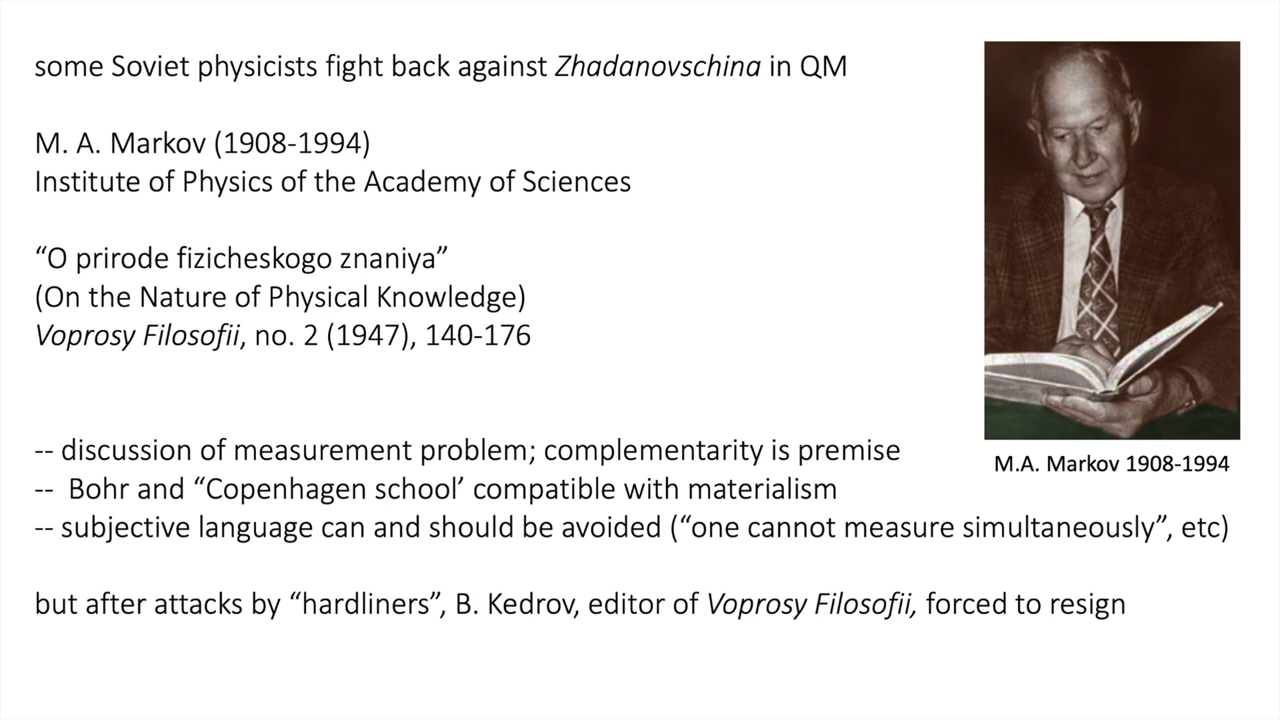 some Soviet physicists fight back against Zhadanovschina in QM
M. A. Markov (1908-1994)
Institute of Physics of the Academy of Sciences
“O prirode fizicheskogo znaniya”
(On the Nature of Physical Knowledge)
Voprosy Filosofii, no. 2 (1947), 140-176
-- discussion of measurement problem; complementarity is premise
-- Bohr and “Copenhagen school’ compatible with materialism
-- subjective language can and should be avoided (“one cannot measure simultaneously”, etc)
but after attacks by “hardliners”, B. Kedrov, editor of Voprosy Filosofii, forced to resign
M.A. Markov 1908-1994